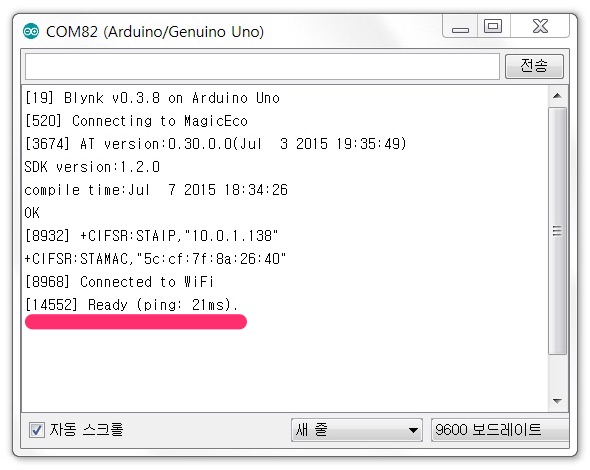 COM82 (Arduino/Genuino Uno)
전송
[19] Blynk v0.3.8 on Arduino Uno
[520] Connecting to MagicEco
[3674] AT version:0.30.0.0(Jul  3 2015 19:35:49)
SDK version:1.2.0
compile time:Jul  7 2015 18:34:26
OK
[8932] +CIFSR:STAIP,"10.0.1.138"
+CIFSR:STAMAC,"5c:cf:7f:8a:26:40"
[8968] Connected to WiFi
[14552] Ready (ping: 21ms).
자동 스크롤 새 줄 9600 보드레이트